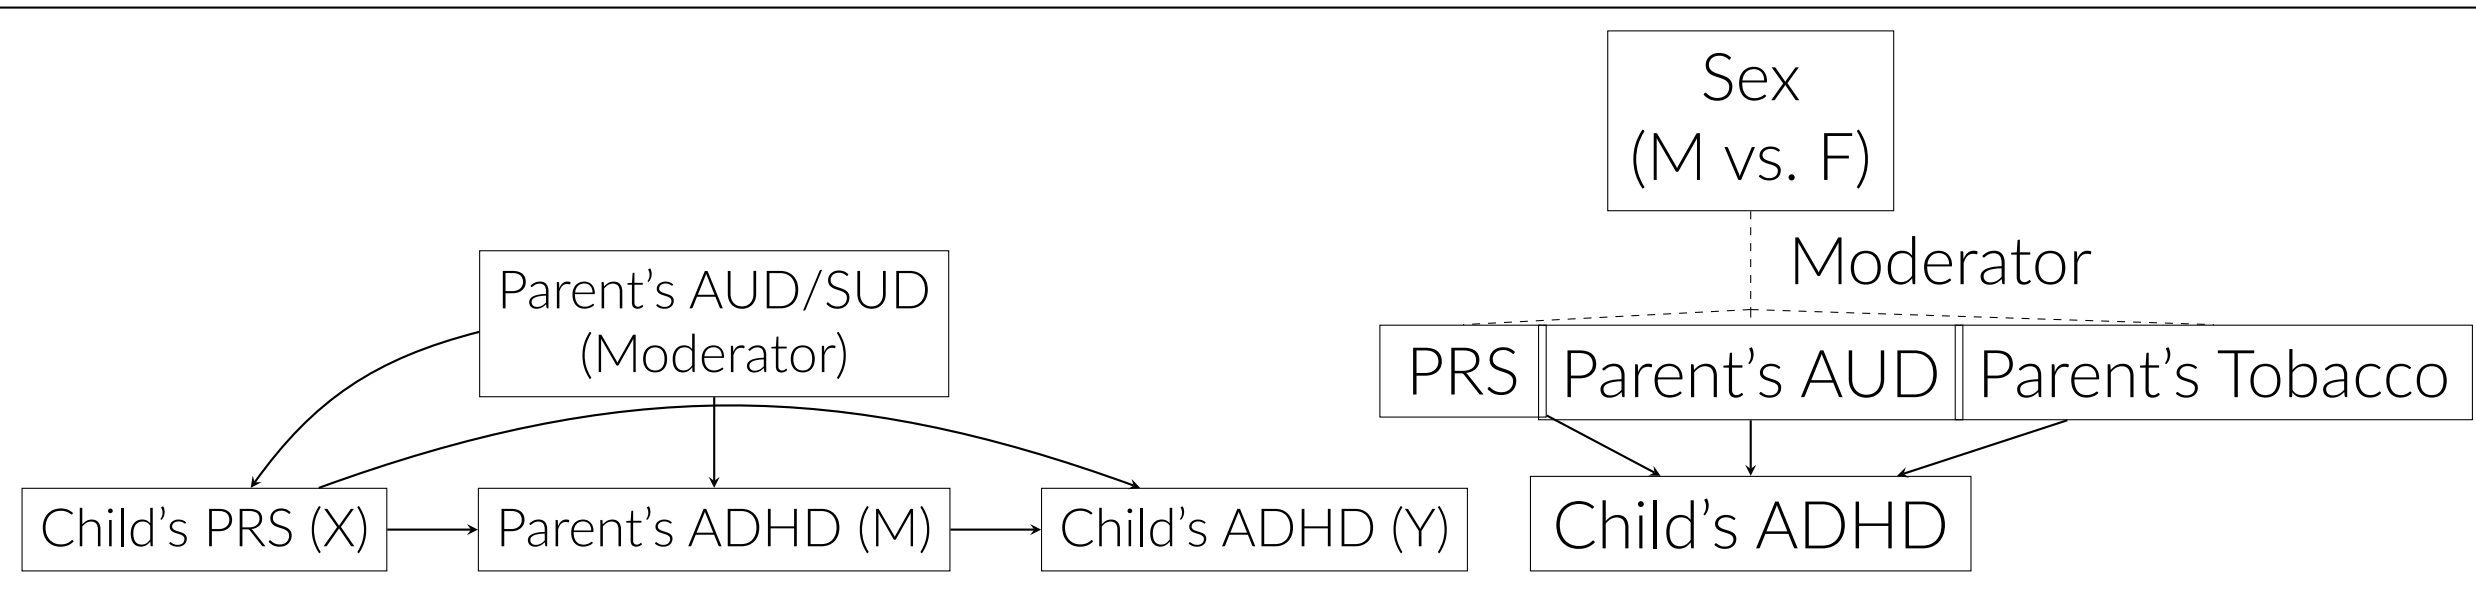 Parent's AUD/SUD
(Moderator)
Child's PRS (X)
Parent's ADHD (M)
Child's ADHD (Y)
Sex
(M vs. F)
Moderator
PRS
Parent's AUD
Parent's Tobacco
Child's ADHD